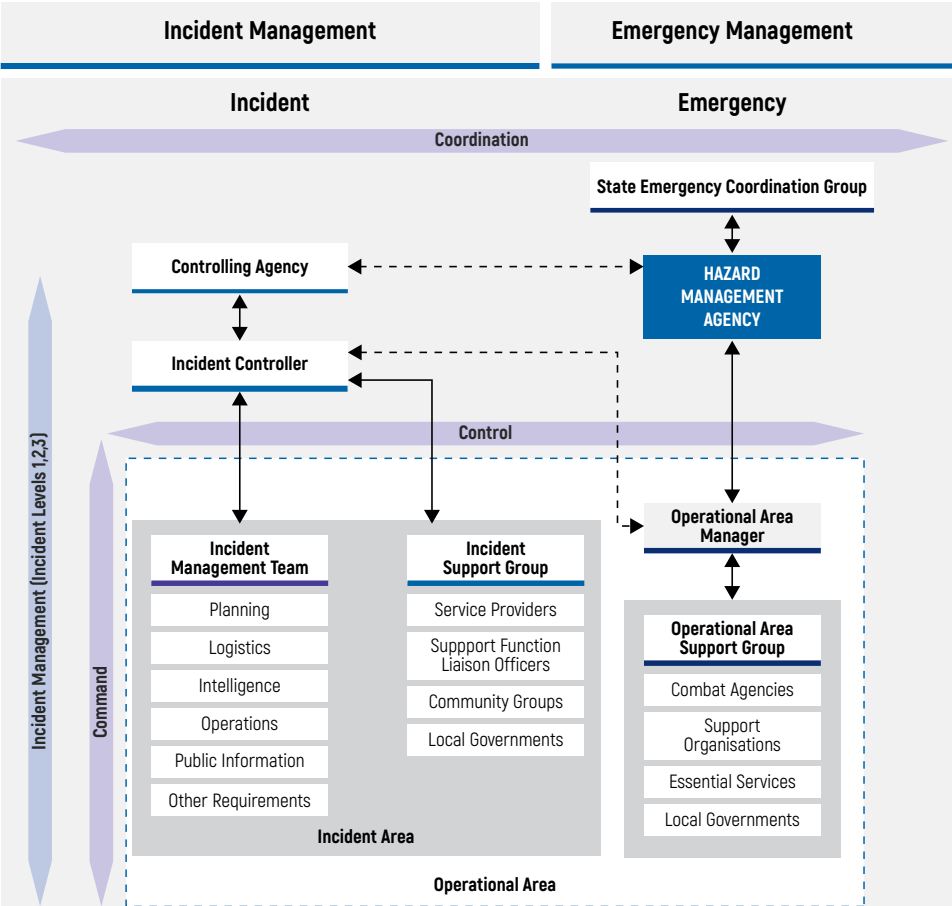 Incident Management
Emergency Management
Incident
Emergency
Coordination
State Emergency Coordination Group
Controlling Agency
HAZARD
MANAGEMENT
AGENCY
Incident Controller
Incident Management (Incident Levels 1,2,3)
Command
Control
Operational Area
Manager
Incident
Management Team
Planning
Logistics
Intelligence
Operations
Public Information
Other Requirements
Incident
Support Group
Service Providers
Suppport Function
Liaison Officers
Community Groups
Local Governments
Incident Area
Operational Area
Support Group
Combat Agencies
Support
Organisations
Essential Services
Local Governments
Operational Area